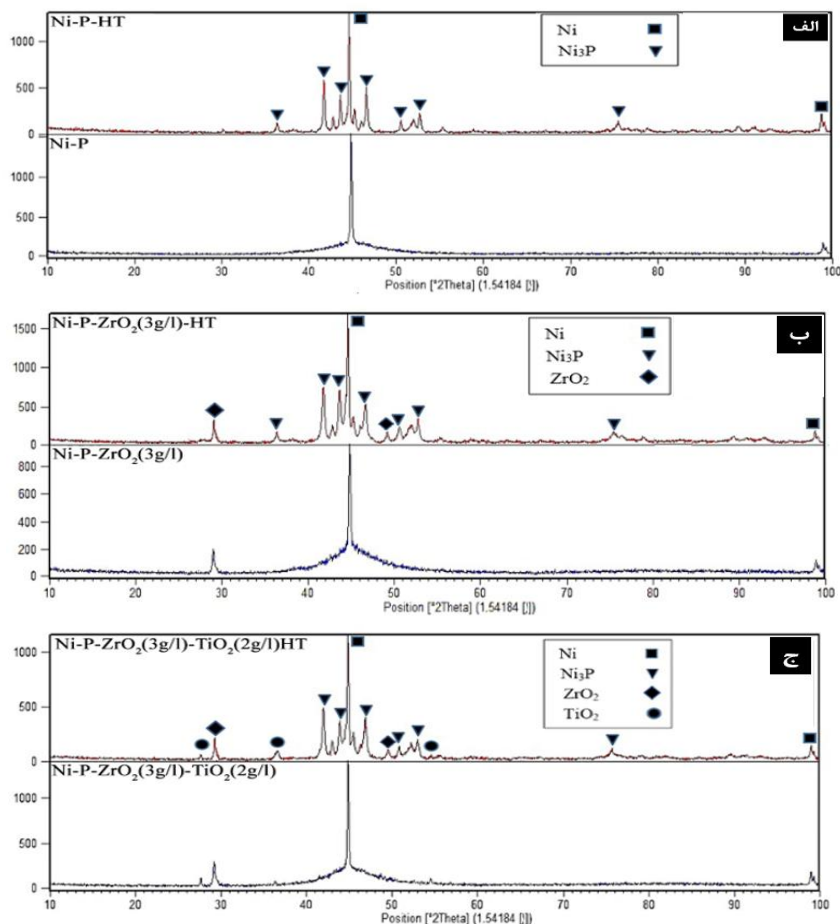 Ni-P-HT
الف
Ni
Ni₃P
1000
500
0
Ni-P
1000
500
0
10 20 30 40 50 60 70 80 90 100
Position [°2Theta] (1.54184 [Å])
Ni-P-ZrO₂(3g/l)-HT
ب
Ni
Ni₃P
ZrO₂
1500
1000
500
0
Ni-P-ZrO₂(3g/l)
800
600
400
200
0
10 20 30 40 50 60 70 80 90 100
Position [°2Theta] (1.54184 [Å])
Ni-P-ZrO₂(3g/l)-TiO₂(2g/l)HT
ج
Ni
Ni₃P
ZrO₂
TiO₂
1000
500
0
Ni-P-ZrO₂(3g/l)-TiO₂(2g/l)
1000
500
0
10 20 30 40 50 60 70 80 90 100
Position [°2Theta] (1.54184 [Å])